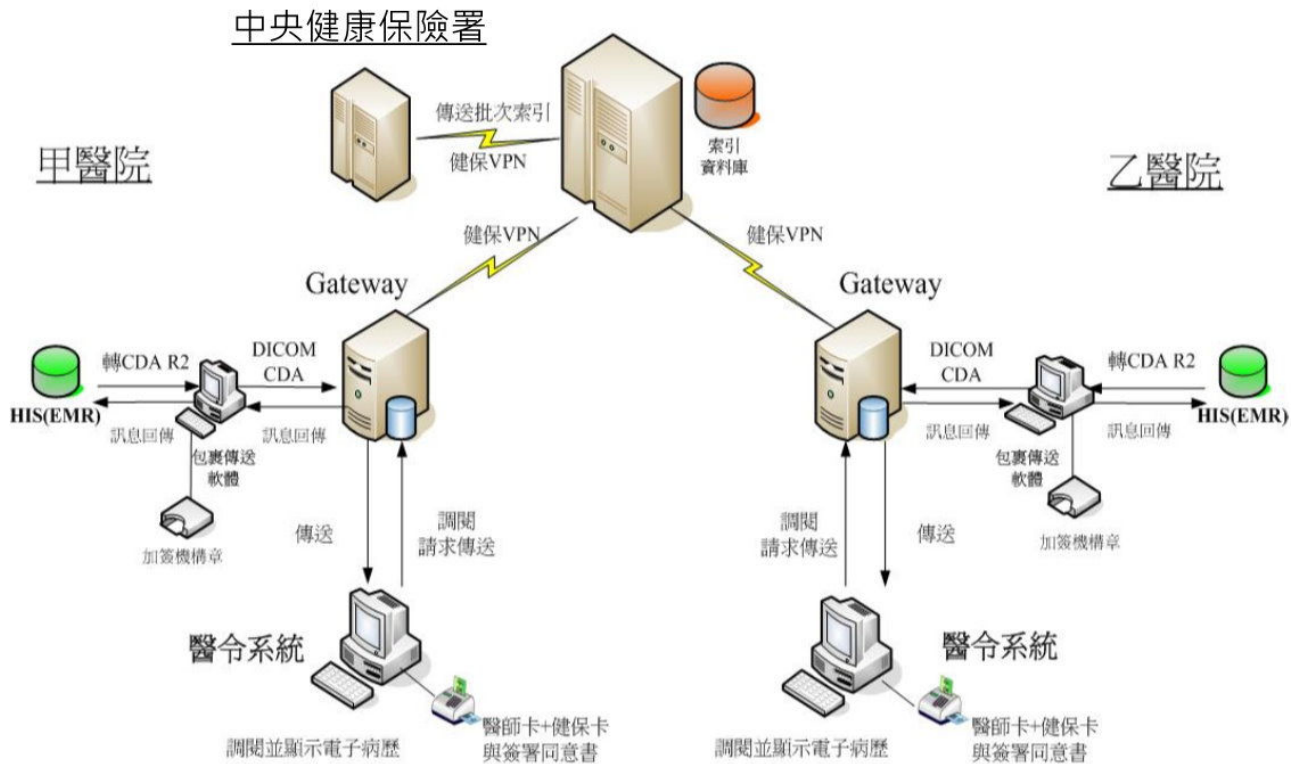 中央健康保險署
傳送批次索引
健保VPN
索引
資料庫
甲醫院
乙醫院
健保VPN
健保VPN
Gateway
Gateway
轉CDA R2
DICOM
CDA
HIS(EMR)
訊息回傳
訊息回傳
包裹傳送
軟體
加簽機構章
DICOM
CDA
轉CDA R2
訊息回傳
訊息回傳
HIS(EMR)
包裹傳送
軟體
加簽機構章
傳送
調閱
請求傳送
調閱
請求傳送
傳送
醫令系統
醫師卡+健保卡
與簽署同意書
調閱並顯示電子病歷
醫令系統
醫師卡+健保卡
與簽署同意書
調閱並顯示電子病歷